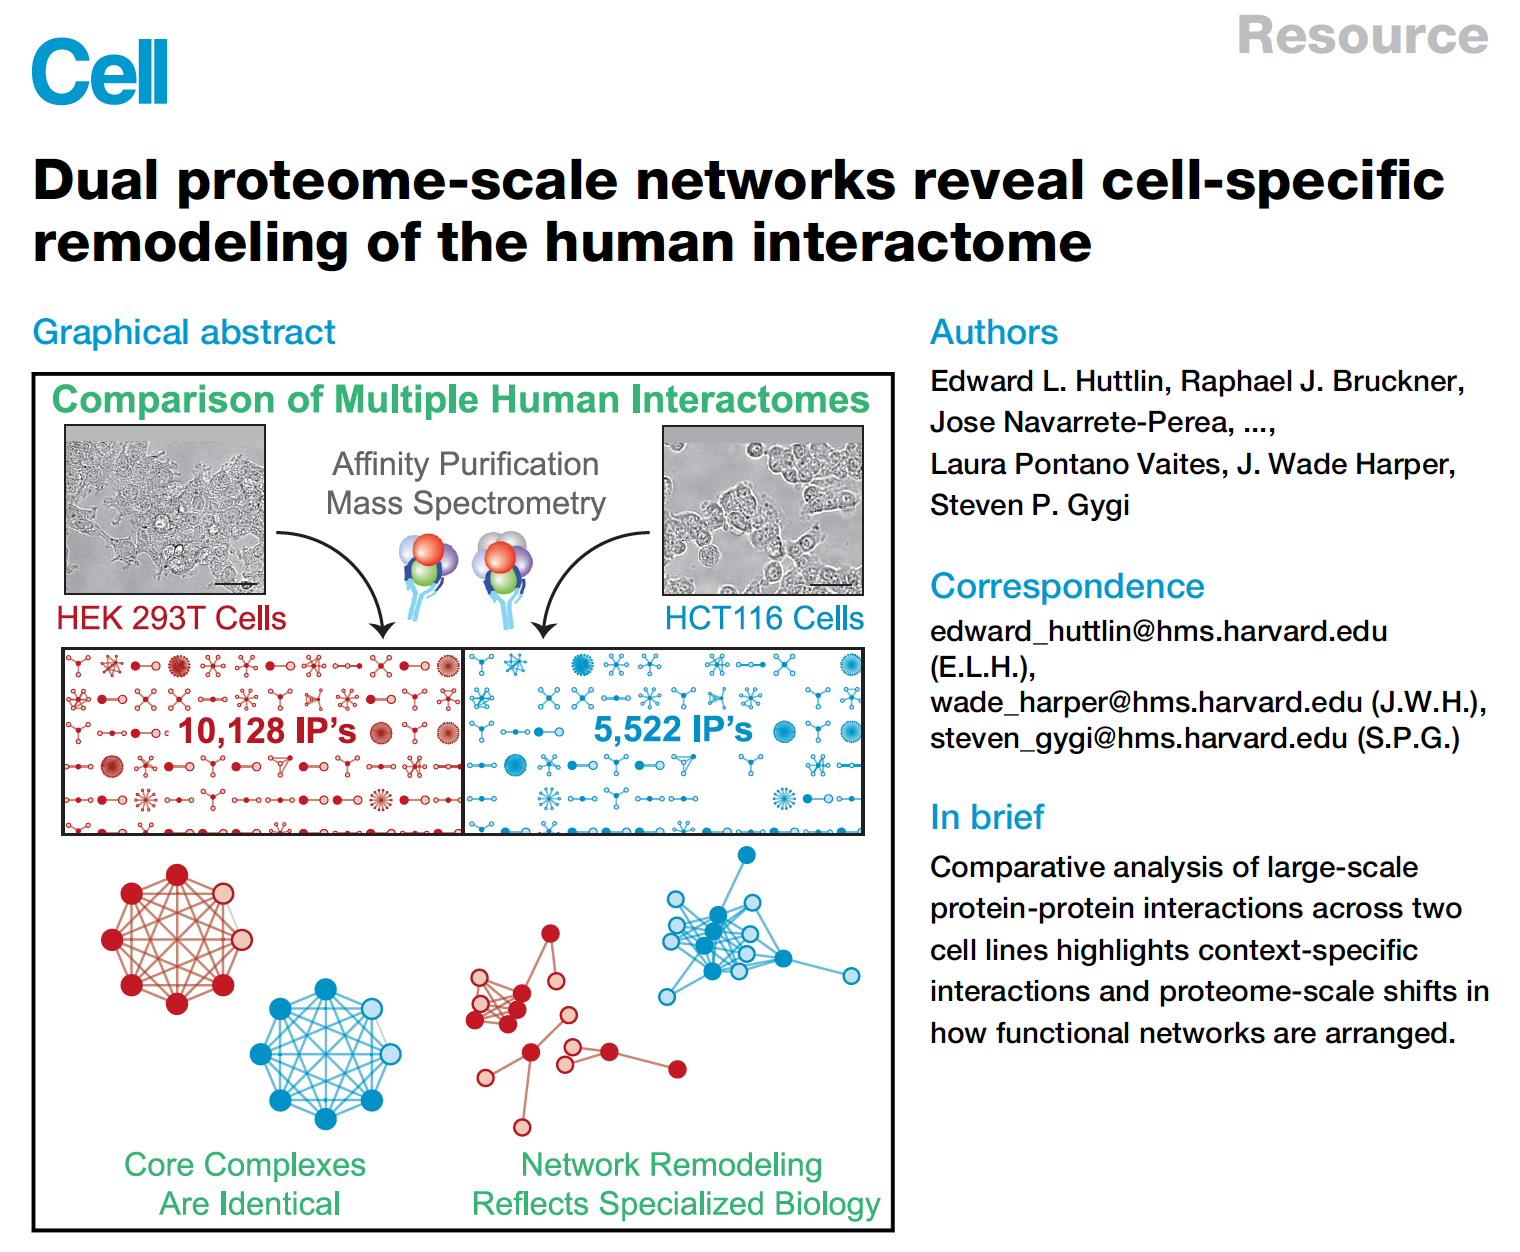 Resource
Cell
Dual proteome-scale networks reveal cell-specific
remodeling of the human interactome
Graphical abstract
Comparison of Multiple Human Interactomes
Affinity Purification
Mass Spectrometry
HEK 293T Cells
HCT116 Cells
10,128 IP's
5,522 IP's
Core Complexes
Are Identical
Network Remodeling
Reflects Specialized Biology
Authors
Edward L. Huttlin, Raphael J. Bruckner,
Jose Navarrete-Perea, ...,
Laura Pontano Vaites, J. Wade Harper,
Steven P. Gygi
Correspondence
edward_huttlin@hms.harvard.edu
(E.L.H.),
wade_harper@hms.harvard.edu (J.W.H.),
steven_gygi@hms.harvard.edu (S.P.G.)
In brief
Comparative analysis of large-scale
protein-protein interactions across two
cell lines highlights context-specific
interactions and proteome-scale shifts in
how functional networks are arranged.